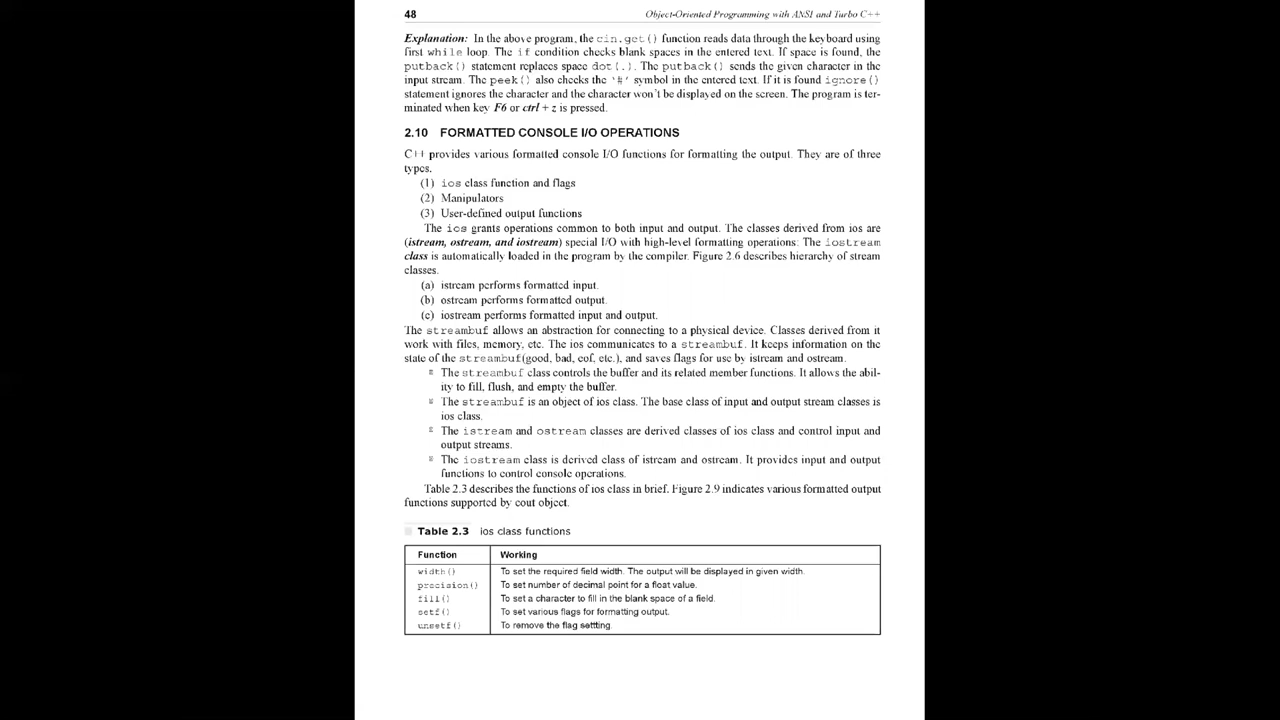 48 Object-Oriented Programming with ANSI and Turbo C++
Explanation: In the above program, the cin.get() function reads data through the keyboard using
first while loop. The if condition checks blank spaces in the entered text. If space is found, the
putback() statement replaces space dot(.). The putback() sends the given character in the
input stream. The peek() also checks the '#' symbol in the entered text. If it is found ignore()
statement ignores the character and the character won't be displayed on the screen. The program is ter-
minated when key F6 or ctrl + z is pressed.
2.10 FORMATTED CONSOLE I/O OPERATIONS
C++ provides various formatted console I/O functions for formatting the output. They are of three
types.
(1) ios class function and flags
(2) Manipulators
(3) User-defined output functions
The ios grants operations common to both input and output. The classes derived from ios are
(istream, ostream, and iostream) special I/O with high-level formatting operations: The iostream
class is automatically loaded in the program by the compiler. Figure 2.6 describes hierarchy of stream
classes.
(a) istream performs formatted input.
(b) ostream performs formatted output.
(c) iostream performs formatted input and output.
The streambuf allows an abstraction for connecting to a physical device. Classes derived from it
work with files, memory, etc. The ios communicates to a streambuf. It keeps information on the
state of the streambuf(good, bad, eof, etc.), and saves flags for use by istream and ostream.
The streambuf class controls the buffer and its related member functions. It allows the abil-
ity to fill, flush, and empty the buffer.
The streambuf is an object of ios class. The base class of input and output stream classes is
ios class.
The istream and ostream classes are derived classes of ios class and control input and
output streams.
The iostream class is derived class of istream and ostream. It provides input and output
functions to control console operations.
Table 2.3 describes the functions of ios class in brief. Figure 2.9 indicates various formatted output
functions supported by cout object.
Table 2.3 ios class functions
Function Working
width() To set the required field width. The output will be displayed in given width.
precision() To set number of decimal point for a float value.
fill() To set a character to fill in the blank space of a field.
setf() To set various flags for formatting output.
unsetf() To remove the flag settting.